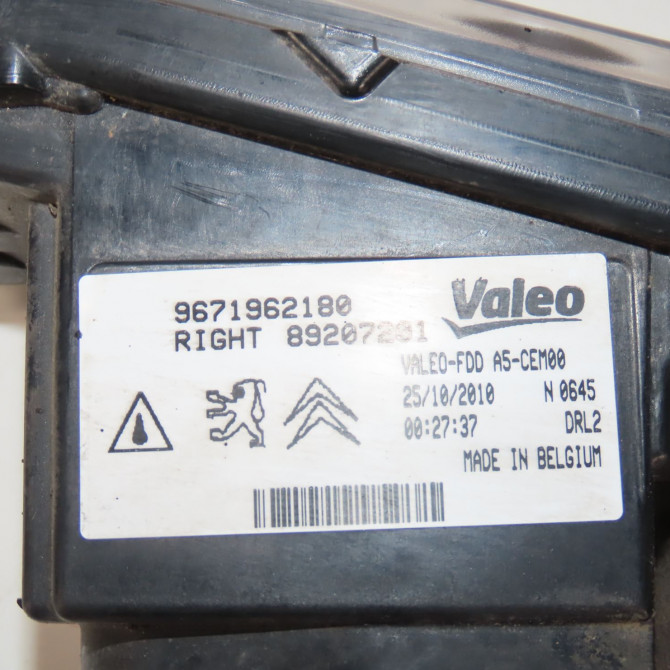 9671962180
Valeo
RIGHT 89207201
VALEO-FDD A5-CEM00
25/10/2010 N 0645
00:27:37 DRL2
MADE IN BELGIUM